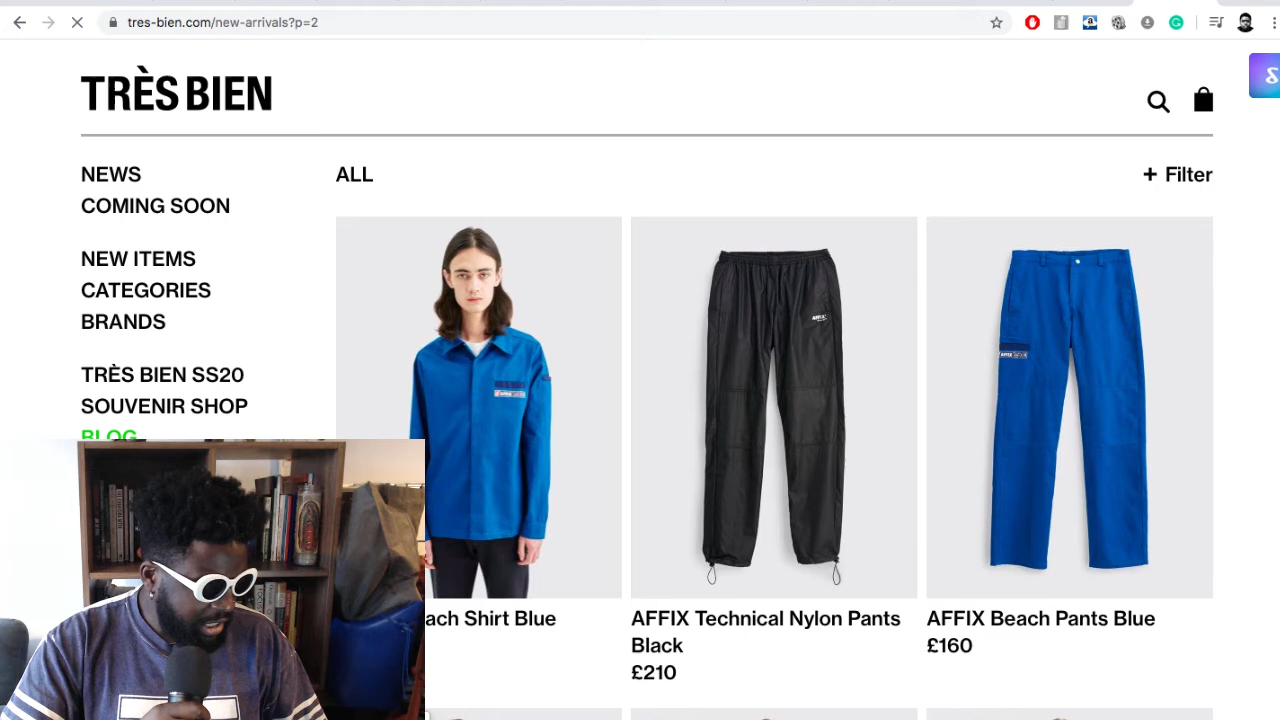 tres-bien.com/new-arrivals?p=2
TRÈS BIEN
NEWS
COMING SOON
NEW ITEMS
CATEGORIES
BRANDS
TRÈS BIEN SS20
SOUVENIR SHOP
BLOG
ALL
+ Filter
ach Shirt Blue
AFFIX Technical Nylon Pants
Black
£210
AFFIX Beach Pants Blue
£160